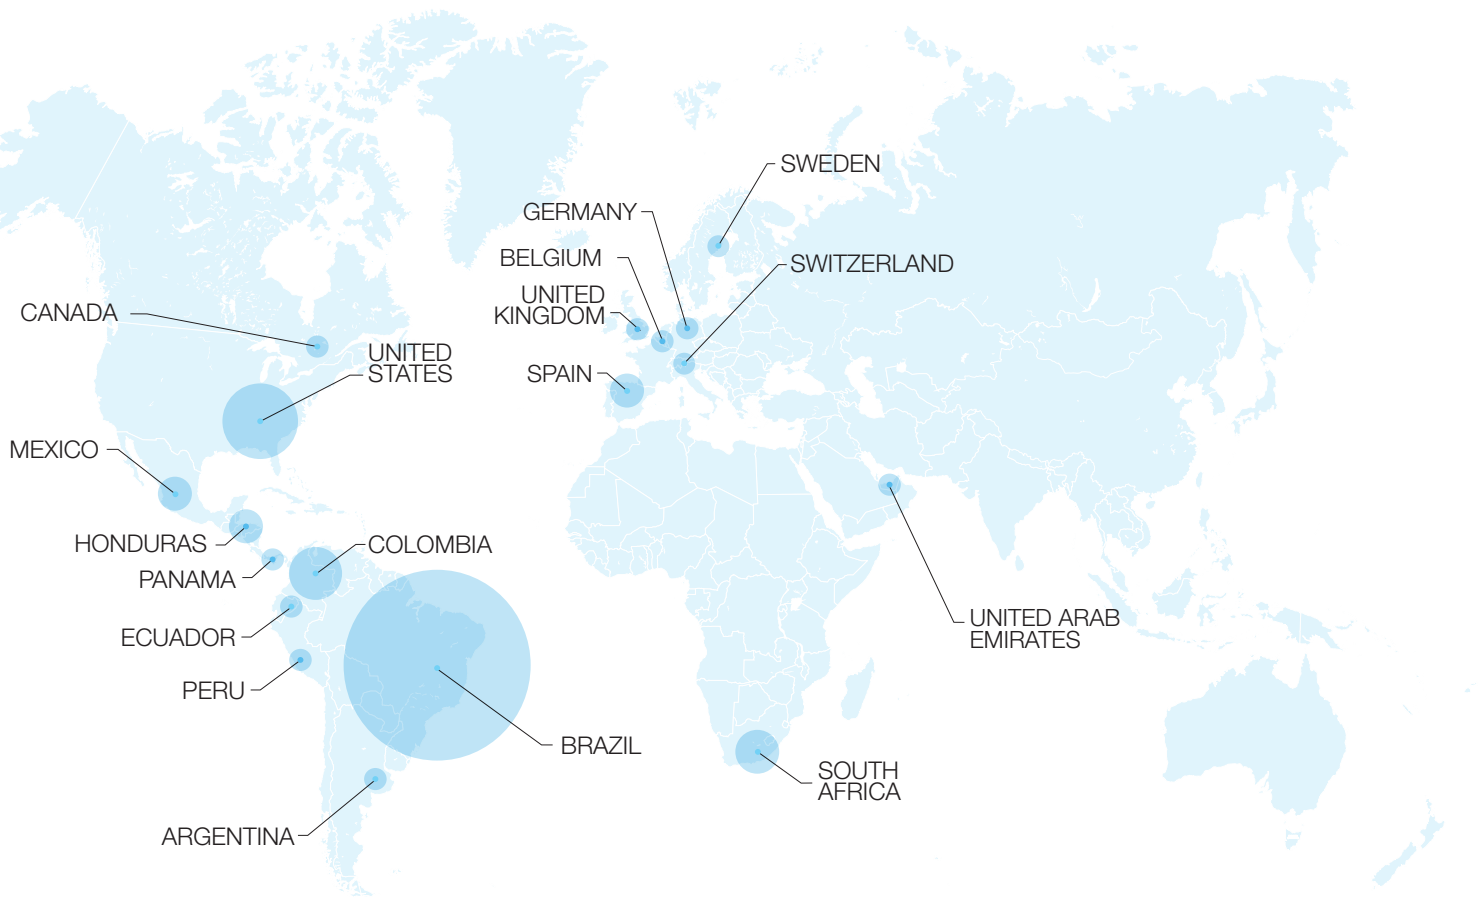 SWEDEN
GERMANY
BELGIUM
SWITZERLAND
UNITED
KINGDOM
CANADA
UNITED
STATES
SPAIN
MEXICO
HONDURAS
COLOMBIA
PANAMA
ECUADOR
UNITED ARAB
EMIRATES
PERU
BRAZIL
SOUTH
AFRICA
ARGENTINA